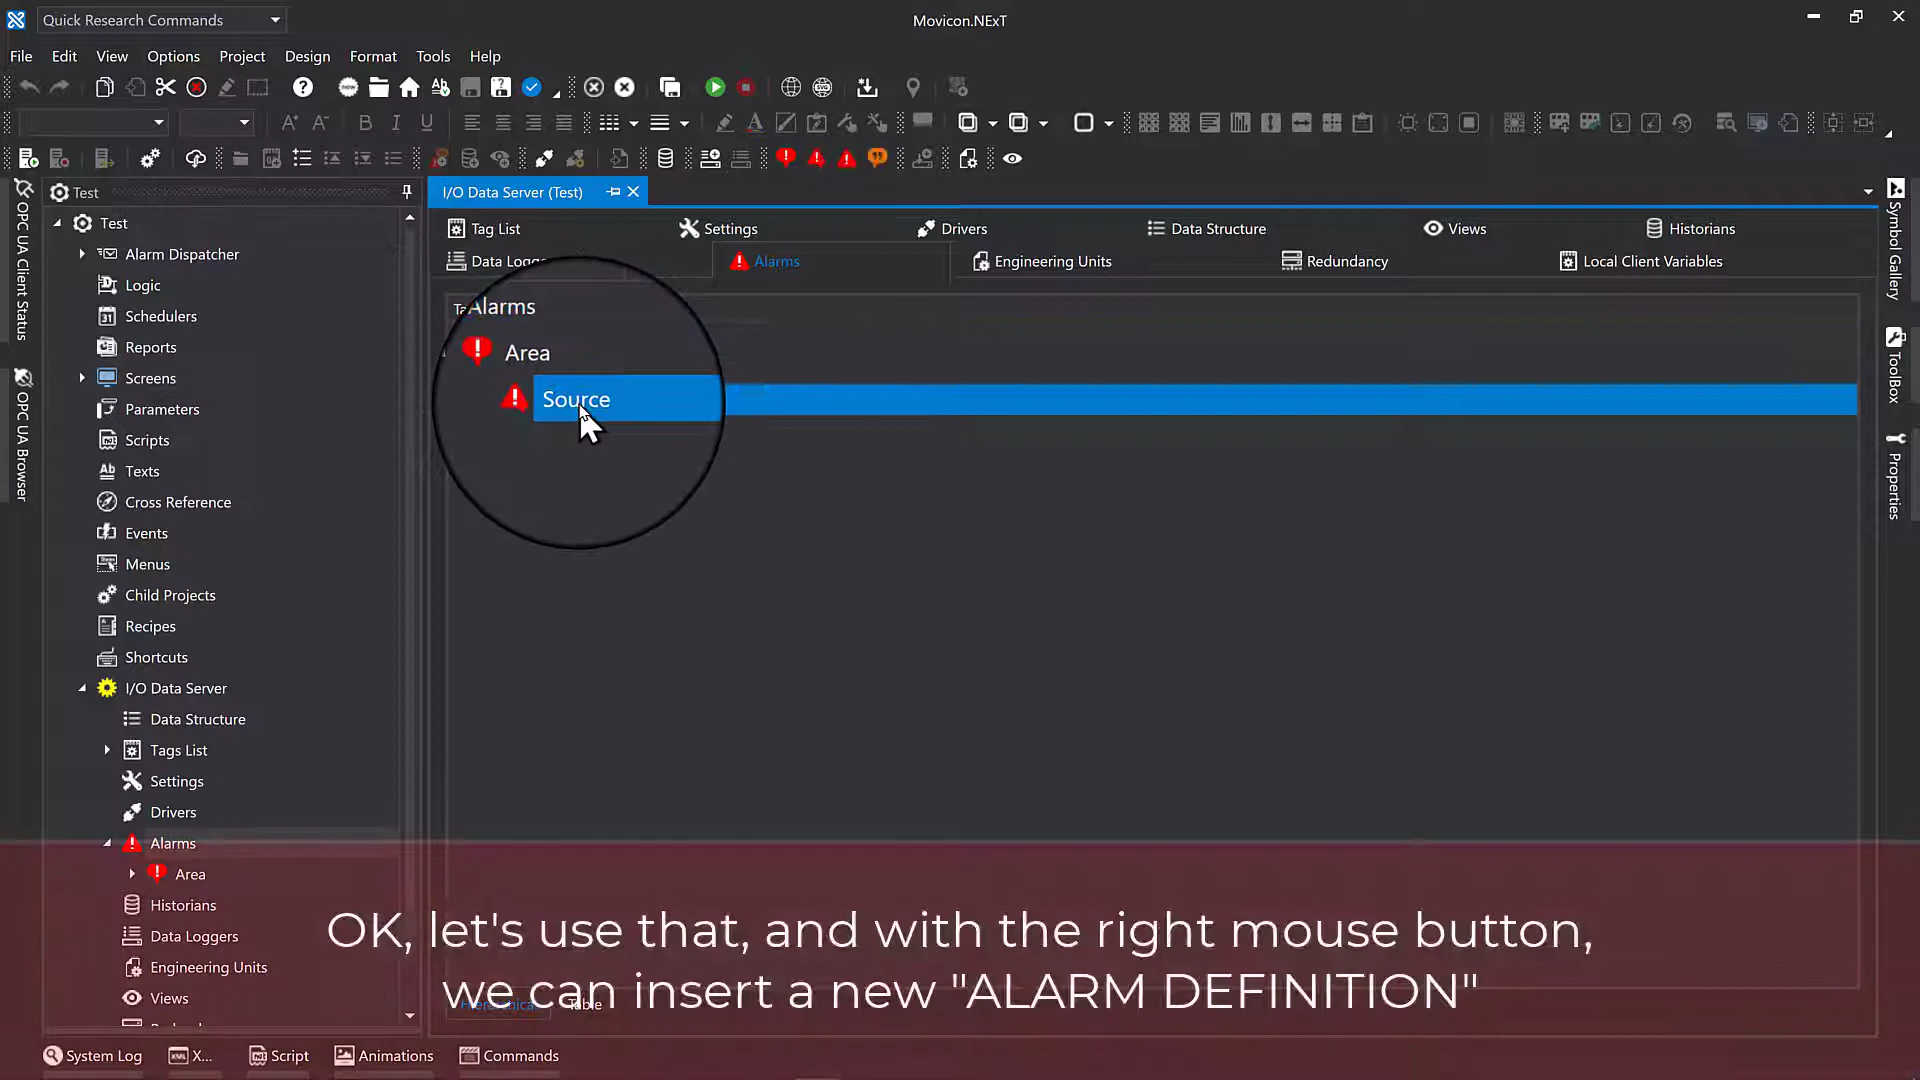 Quick Research Commands
Movicon.NExT
File Edit View Options Project Design Format Tools Help
Test
I/O Data Server (Test)
Test
Alarm Dispatcher
Logic
Schedulers
Reports
Screens
Parameters
Scripts
Texts
Cross Reference
Events
Menus
Child Projects
Recipes
Shortcuts
I/O Data Server
Data Structure
Tags List
Settings
Drivers
Alarms
Area
Historians
Data Loggers
Engineering Units
Views
OPC UA Client Status
OPC UA Browser
Tag List Settings Drivers Data Structure Views Historians
Data Logge Alarms Engineering Units Redundancy Local Client Variables
Alarms
Area
Source
Symbol Gallery
ToolBox
Properties
OK, let's use that, and with the right mouse button,
we can insert a new "ALARM DEFINITION"
Hierarchical Table
System Log X... Script Animations Commands